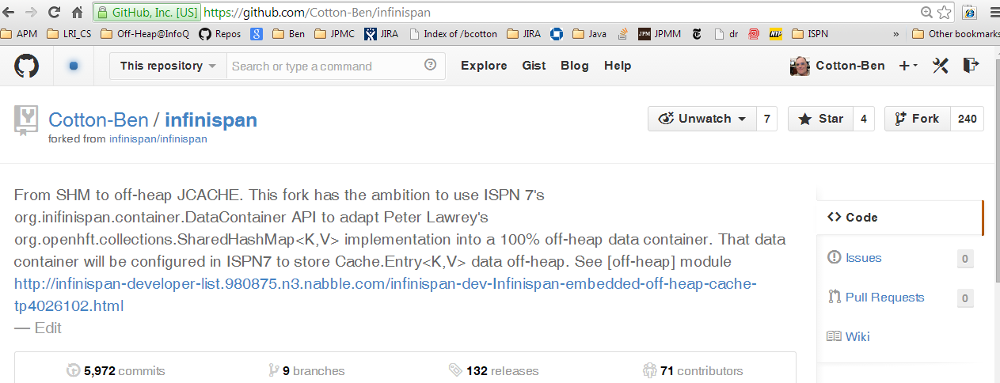 GitHub, Inc. [US] https://github.com/Cotton-Ben/infinispan
APM LRI_CS Off-Heap@InfoQ Repos Ben JPMC JIRA Index of /bcotton JIRA Java JPMM dr ISPN » Other bookmarks
This repository Search or type a command Explore Gist Blog Help Cotton-Ben
Cotton-Ben / infinispan Unwatch 7 Star 4 Fork 240
forked from infinispan/infinispan
From SHM to off-heap JCACHE. This fork has the ambition to use ISPN 7's
org.inifinispan.container.DataContainer API to adapt Peter Lawrey's
org.openhft.collections.SharedHashMap<K,V> implementation into a 100% off-heap data container. That data
container will be configured in ISPN7 to store Cache.Entry<K,V> data off-heap. See [off-heap] module
http://infinispan-developer-list.980875.n3.nabble.com/infinispan-dev-Infinispan-embedded-off-heap-cache-
tp4026102.html
— Edit
Code
Issues 0
Pull Requests 0
Wiki
5,972 commits 9 branches 132 releases 71 contributors